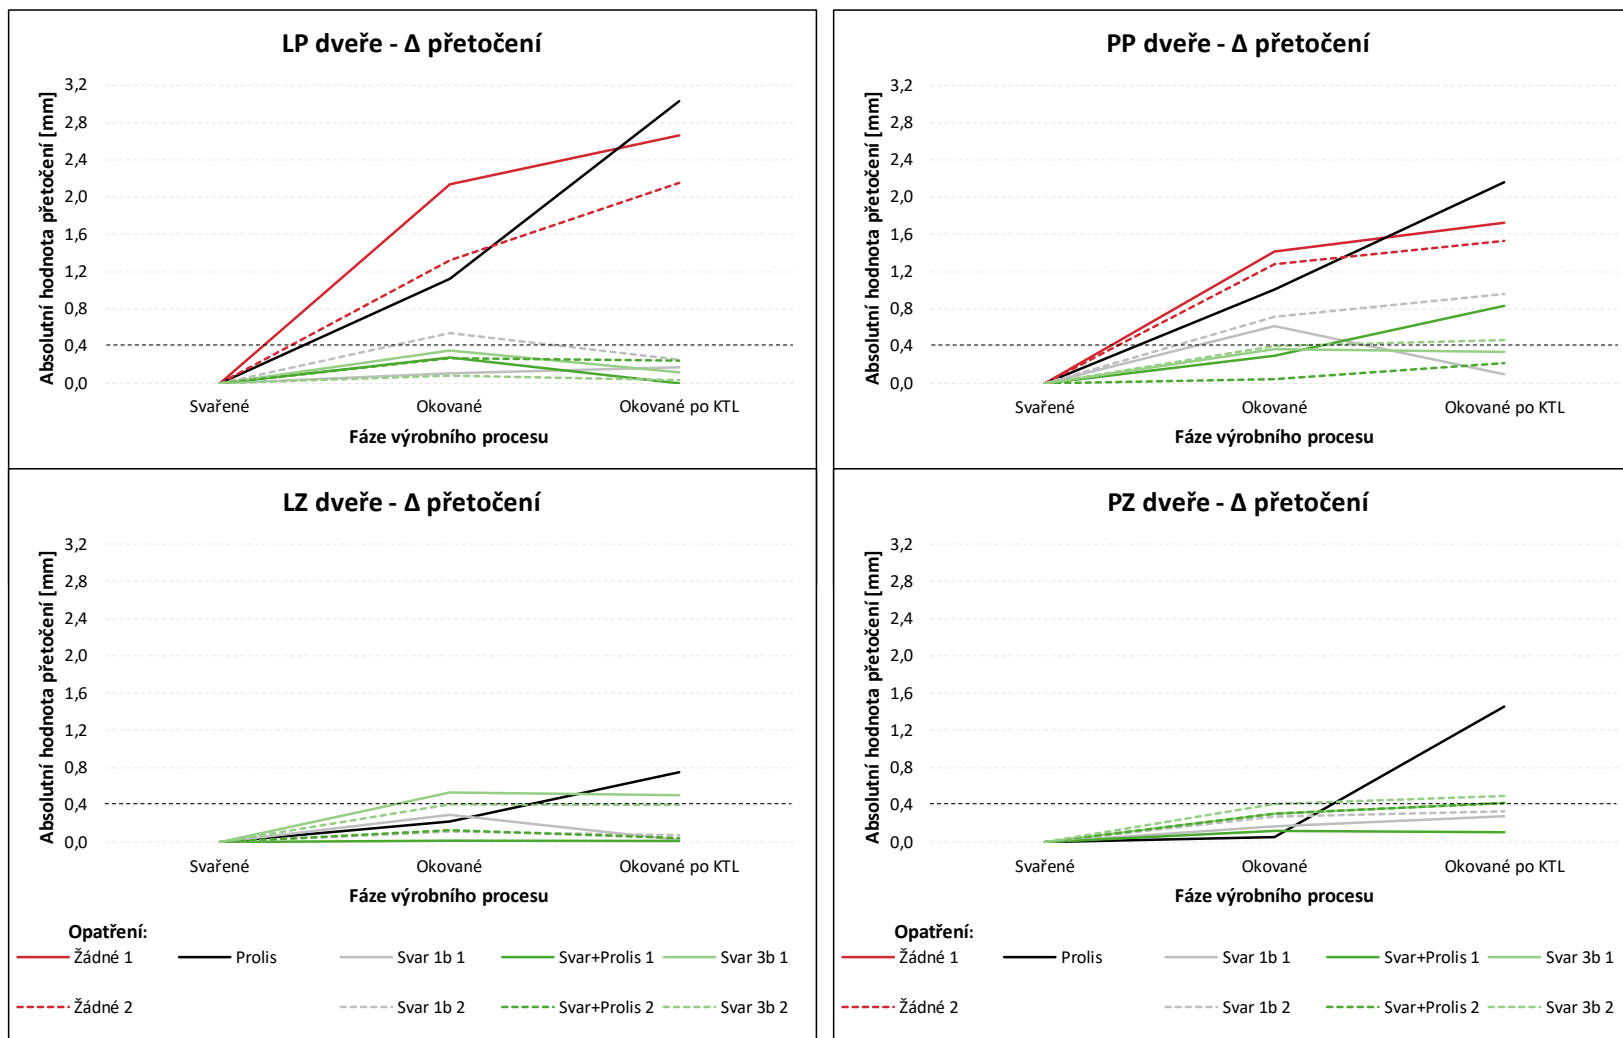 LP dveře - Δ přetočení
Absolutní hodnota přetočení [mm]
3,2
2,8
2,4
2,0
1,6
1,2
0,8
0,4
0,0
Svařené Okované Okované po KTL
Fáze výrobního procesu
PP dveře - Δ přetočení
Absolutní hodnota přetočení [mm]
3,2
2,8
2,4
2,0
1,6
1,2
0,8
0,4
0,0
Svařené Okované Okované po KTL
Fáze výrobního procesu
LZ dveře - Δ přetočení
Absolutní hodnota přetočení [mm]
3,2
2,8
2,4
2,0
1,6
1,2
0,8
0,4
0,0
Svařené Okované Okované po KTL
Fáze výrobního procesu
Opatření:
Žádné 1 Prolis Svar 1b 1 Svar+Prolis 1 Svar 3b 1
Žádné 2 Svar 1b 2 Svar+Prolis 2 Svar 3b 2
PZ dveře - Δ přetočení
Absolutní hodnota přetočení [mm]
3,2
2,8
2,4
2,0
1,6
1,2
0,8
0,4
0,0
Svařené Okované Okované po KTL
Fáze výrobního procesu
Opatření:
Žádné 1 Prolis Svar 1b 1 Svar+Prolis 1 Svar 3b 1
Žádné 2 Svar 1b 2 Svar+Prolis 2 Svar 3b 2